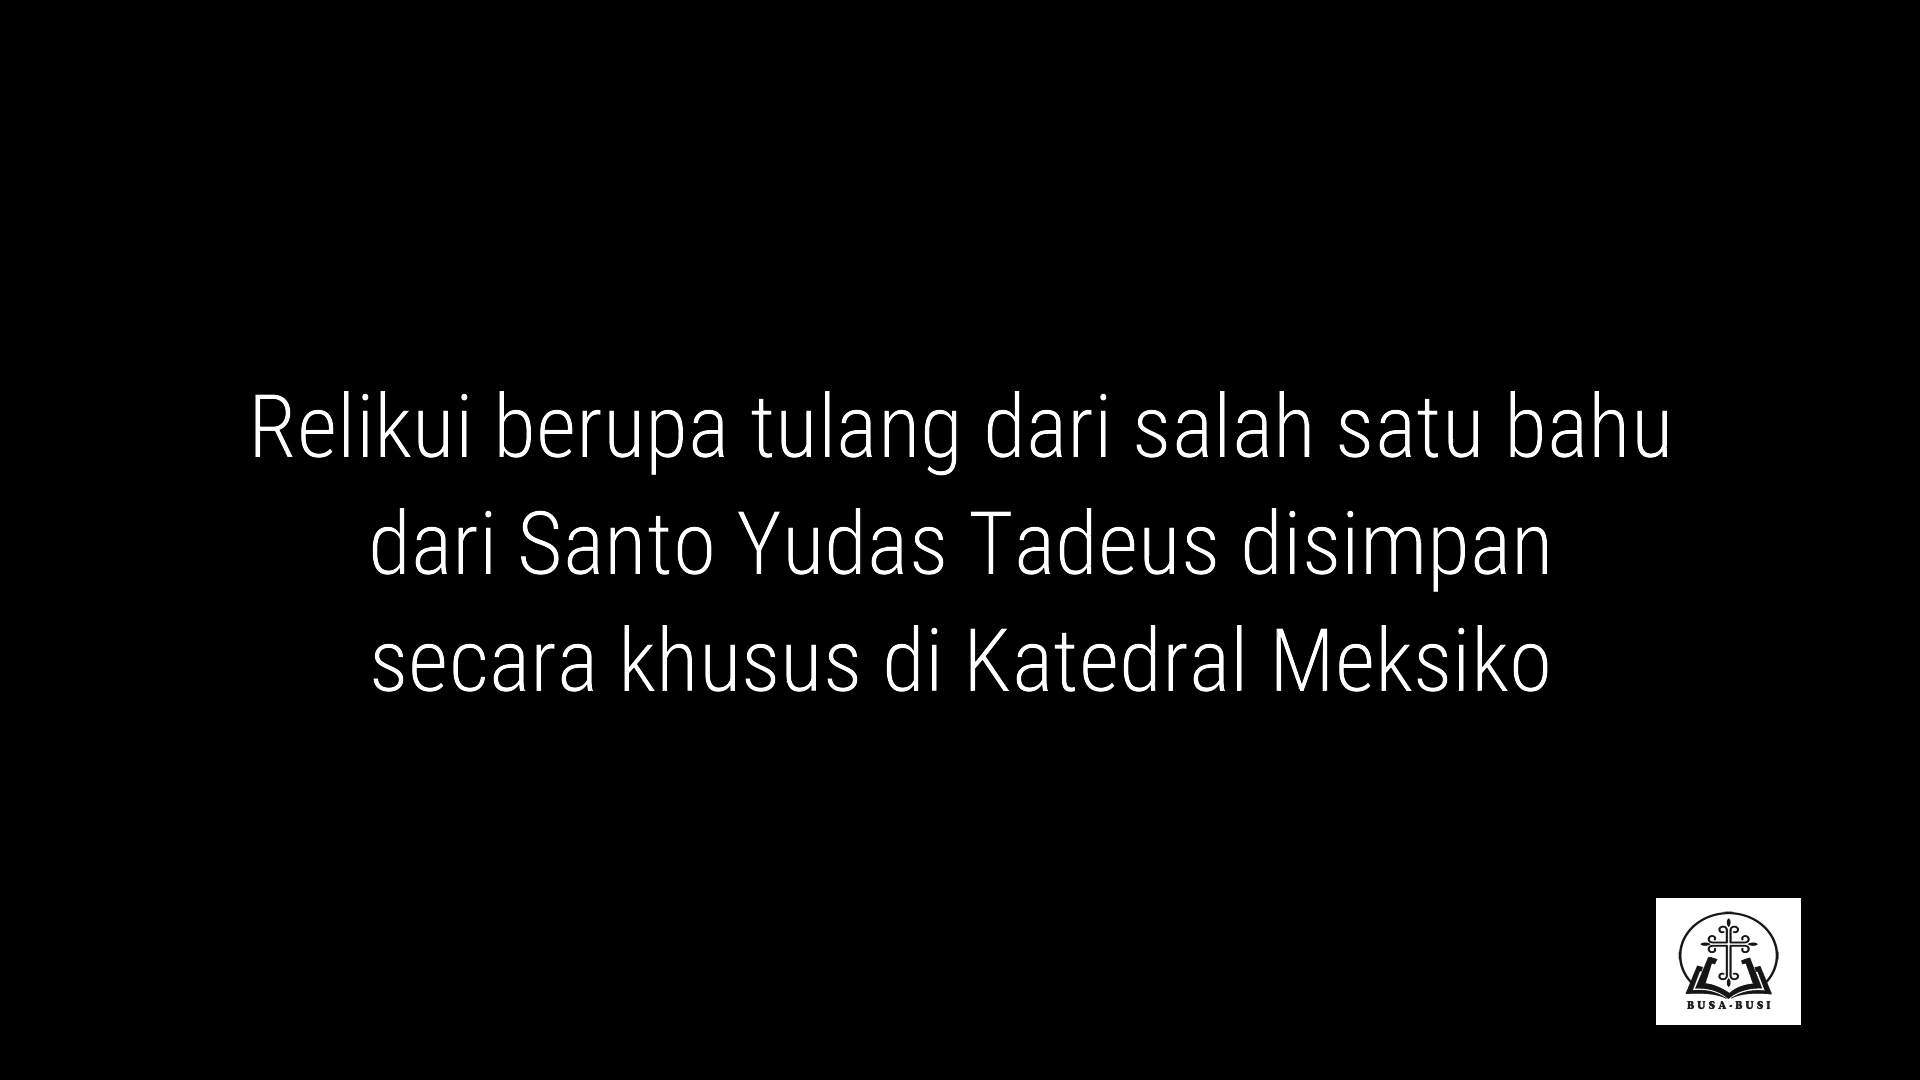 Relikui berupa tulang dari salah satu bahu
dari Santo Yudas Tadeus disimpan
secara khusus di Katedral Meksiko
BUSA-BUSI